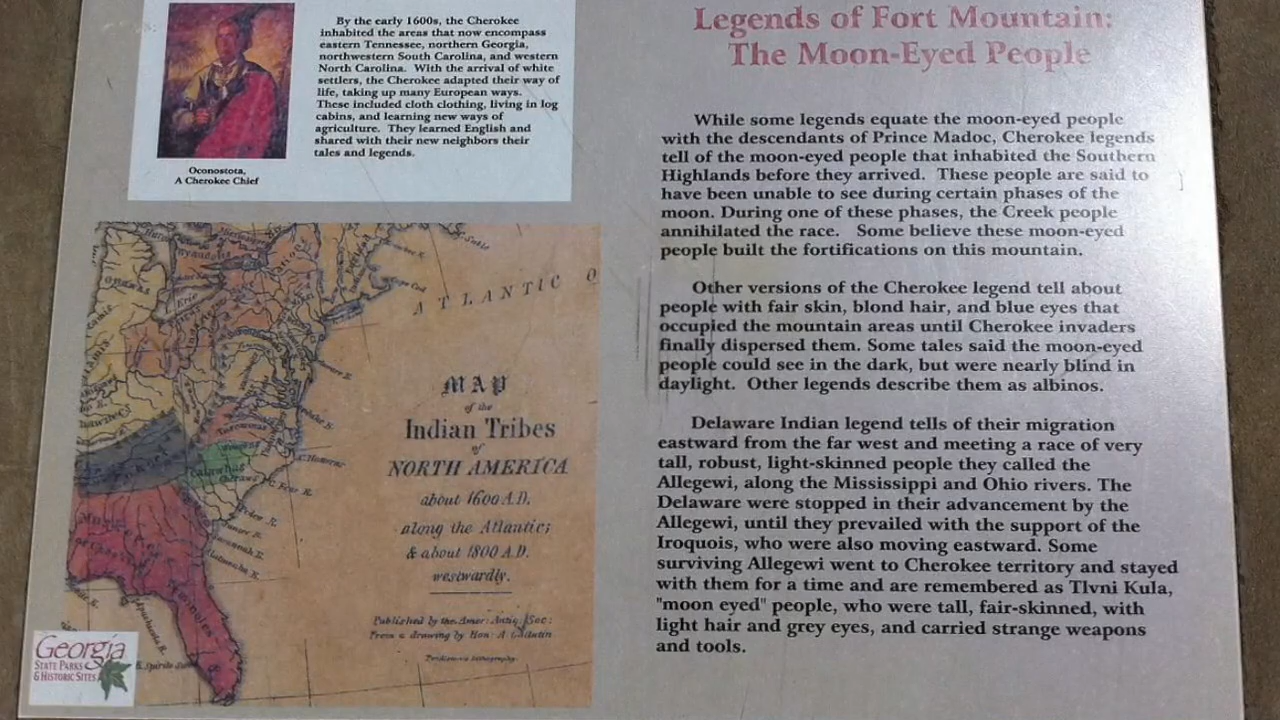 By the early 1600s, the Cherokee
inhabited the areas that now encompass
eastern Tennessee, northern Georgia,
northwestern South Carolina, and western
North Carolina. With the arrival of white
settlers, the Cherokee adapted their way of
life, taking up many European ways.
These included cloth clothing, living in log
cabins, and learning new ways of
agriculture. They learned English and
shared with their new neighbors their
tales and legends.
Oconostota,
A Cherokee Chief
ATLANTIC O
MAP
of the
Indian Tribes
of
NORTH AMERICA
about 1600 A.D.
along the Atlantic;
& about 1800 A.D.
westwardly.
Published by the Amer: Antiq: Soc:
From a drawing by Hon: A. Gallatin
Erie
Georgia
STATE PARKS
& HISTORIC SITES
Legends of Fort Mountain:
The Moon-Eyed People
While some legends equate the moon-eyed people
with the descendants of Prince Madoc, Cherokee legends
tell of the moon-eyed people that inhabited the Southern
Highlands before they arrived. These people are said to
have been unable to see during certain phases of the
moon. During one of these phases, the Creek people
annihilated the race. Some believe these moon-eyed
people built the fortifications on this mountain.
Other versions of the Cherokee legend tell about
people with fair skin, blond hair, and blue eyes that
occupied the mountain areas until Cherokee invaders
finally dispersed them. Some tales said the moon-eyed
people could see in the dark, but were nearly blind in
daylight. Other legends describe them as albinos.
Delaware Indian legend tells of their migration
eastward from the far west and meeting a race of very
tall, robust, light-skinned people they called the
Allegewi, along the Mississippi and Ohio rivers. The
Delaware were stopped in their advancement by the
Allegewi, until they prevailed with the support of the
Iroquois, who were also moving eastward. Some
surviving Allegewi went to Cherokee territory and stayed
with them for a time and are remembered as Tlvni Kula,
"moon eyed" people, who were tall, fair-skinned, with
light hair and grey eyes, and carried strange weapons
and tools.